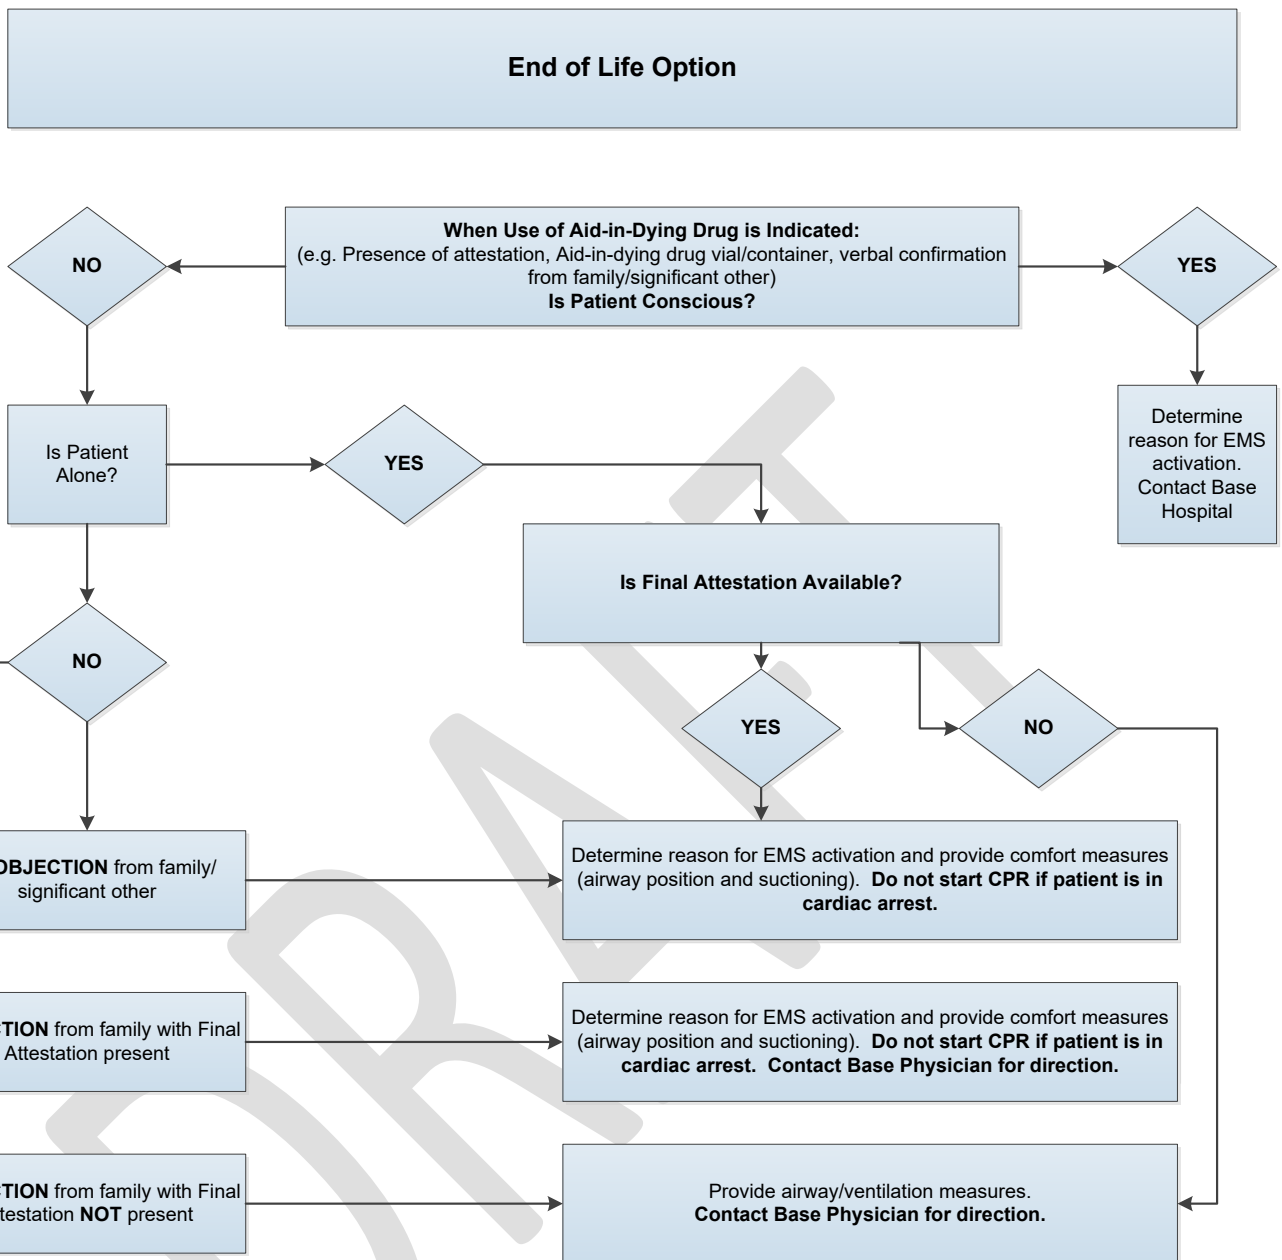 End of Life Option
When Use of Aid-in-Dying Drug is Indicated:
(e.g. Presence of attestation, Aid-in-dying drug vial/container, verbal confirmation
from family/significant other)
Is Patient Conscious?
NO
YES
Determine
reason for EMS
activation.
Contact Base
Hospital
Is Patient
Alone?
YES
Is Final Attestation Available?
NO
YES
NO
OBJECTION from family/
significant other
Determine reason for EMS activation and provide comfort measures
(airway position and suctioning). Do not start CPR if patient is in
cardiac arrest.
from family with Final
Attestation present
Determine reason for EMS activation and provide comfort measures
(airway position and suctioning). Do not start CPR if patient is in
cardiac arrest. Contact Base Physician for direction.
from family with Final
NOT present
Provide airway/ventilation measures.
Contact Base Physician for direction.
DRAFT